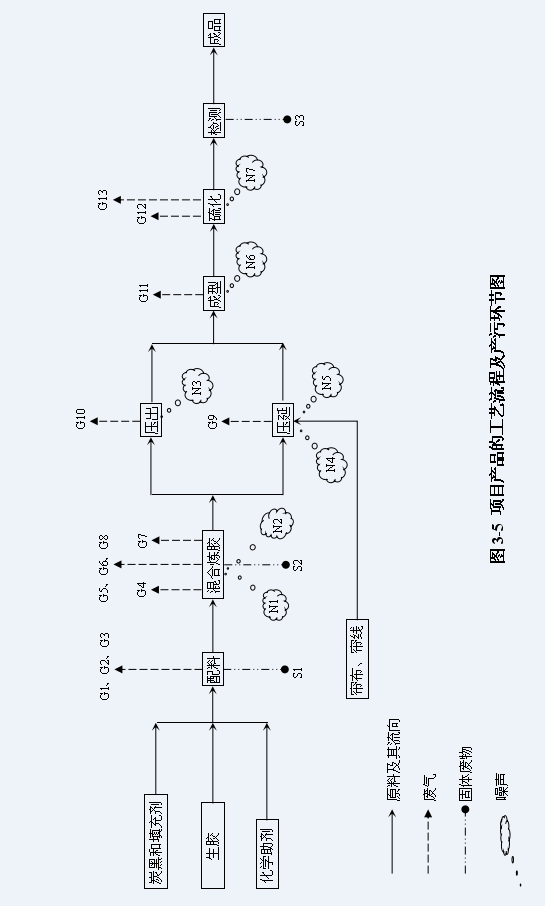 炭黑和填充剂
生胶
化学助剂
配料
G1、G2、G3
S1
混合炼胶
G4
G5、G6、G8
G7
S2
N1
N2
帘布、帘线
压出
G10
N3
压延
G9
N4
N5
成型
G11
N6
硫化
G12
G13
N7
检测
S3
成品
原料及其流向
废气
固体废物
噪声
图 3-5 项目产品的工艺流程及产污环节图